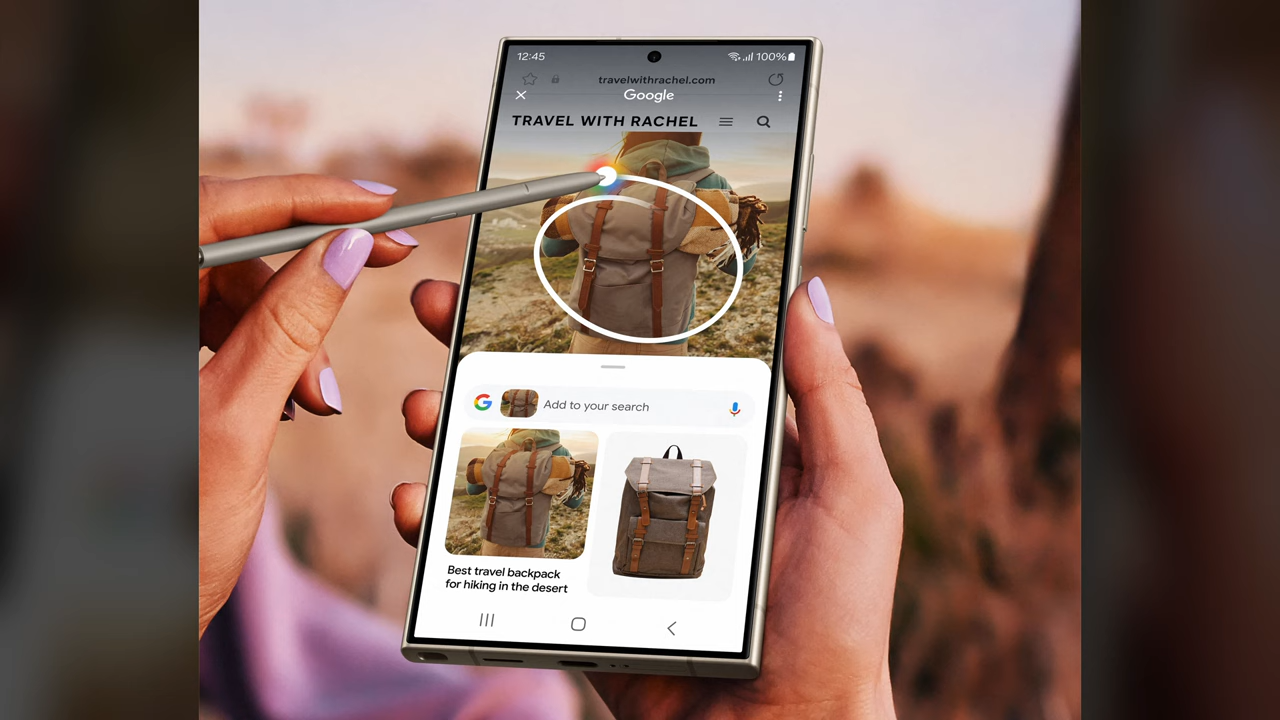 12:45
100%
travelwithrachel.com
Google
TRAVEL WITH RACHEL
Add to your search
Best travel backpack
for hiking in the desert